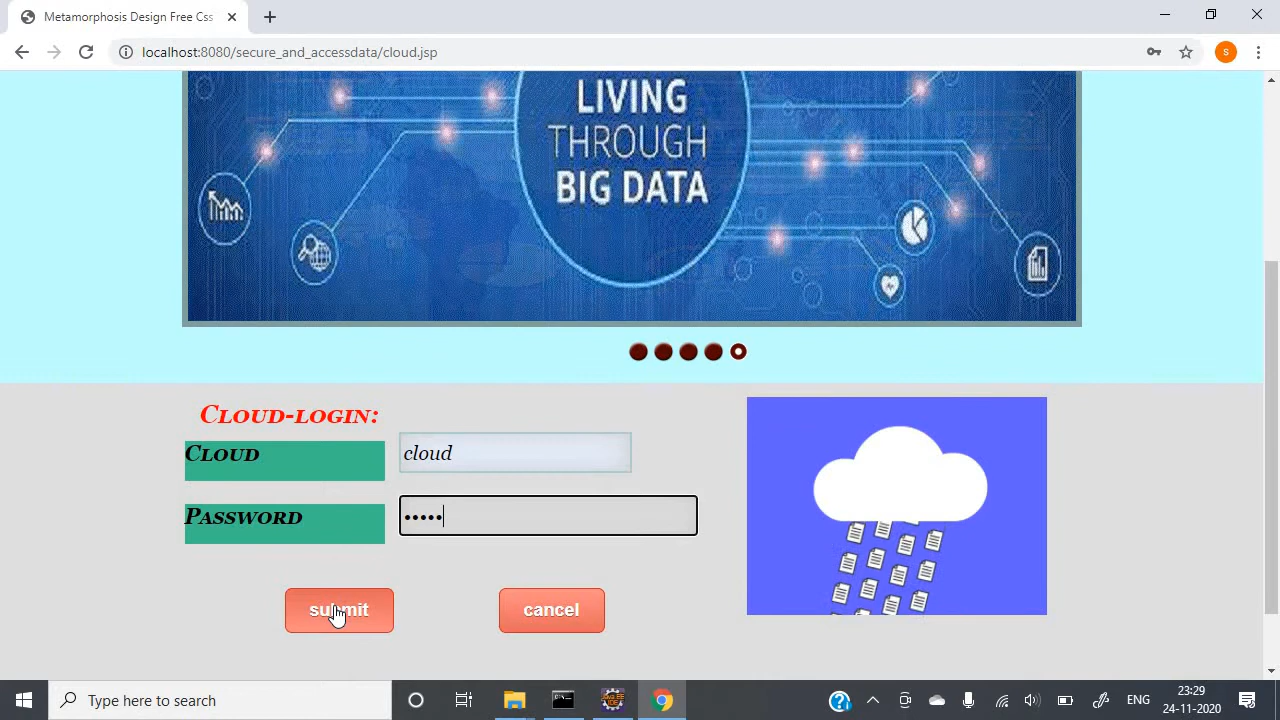 Metamorphosis Design Free Css
localhost:8080/secure_and_accessdata/cloud.jsp
S
LIVING
THROUGH
BIG DATA
Cloud-login:
Cloud
cloud
Password
submit
cancel
Type here to search
ENG
23:29
24-11-2020